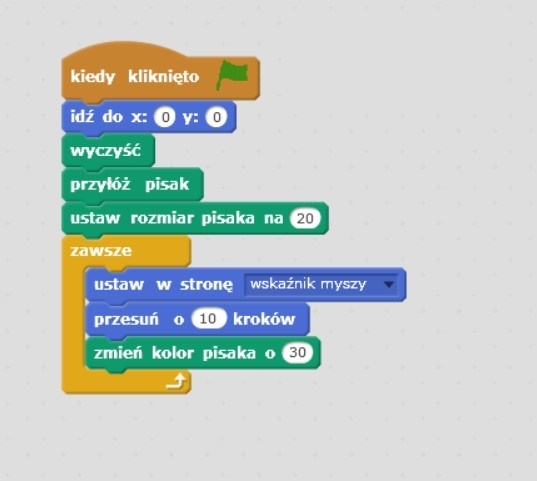 kiedy kliknięto
idź do x: 0 y: 0
wyczyść
przyłóż pisak
ustaw rozmiar pisaka na 20
zawsze
ustaw w stronę wskaźnik myszy
przesuń o 10 kroków
zmień kolor pisaka o 30